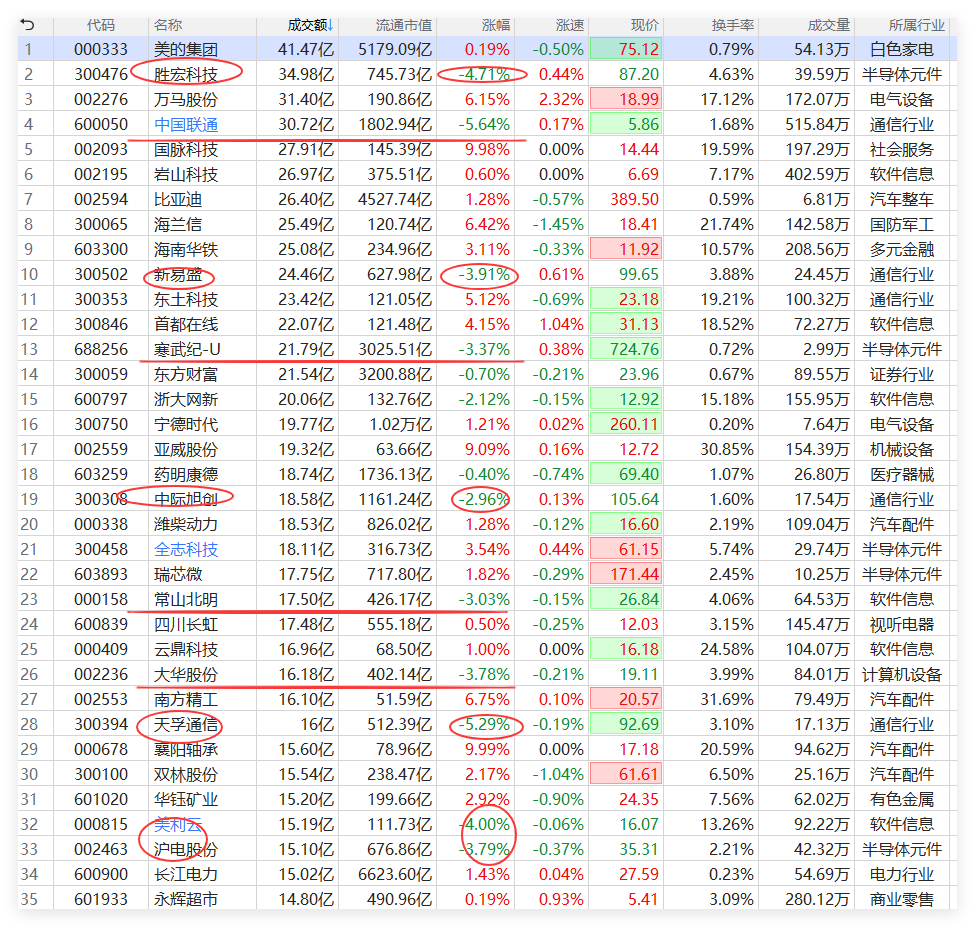 代码 名称 成交额↓ 流通市值 涨幅 涨速 现价 换手率 成交量 所属行业
1 000333 美的集团 41.47亿 5179.09亿 0.19% -0.50% 75.12 0.79% 54.13万 白色家电
2 300476 胜宏科技 34.98亿 745.73亿 -4.71% 0.44% 87.20 4.63% 39.59万 半导体元件
3 002276 万马股份 31.40亿 190.86亿 6.15% 2.32% 18.99 17.12% 172.07万 电气设备
4 600050 中国联通 30.72亿 1802.94亿 -5.64% 0.17% 5.86 1.68% 515.84万 通信行业
5 002093 国脉科技 27.91亿 145.39亿 9.98% 0.00% 14.44 19.59% 197.29万 社会服务
6 002195 岩山科技 26.97亿 375.51亿 0.60% 0.00% 6.69 7.17% 402.59万 软件信息
7 002594 比亚迪 26.40亿 4527.74亿 1.28% -0.57% 389.50 0.59% 6.81万 汽车整车
8 300065 海兰信 25.49亿 120.74亿 6.42% -1.45% 18.41 21.74% 142.58万 国防军工
9 603300 海南华铁 25.08亿 234.96亿 3.11% -0.33% 11.92 10.57% 208.56万 多元金融
10 300502 新易盛 24.46亿 627.98亿 -3.91% 0.61% 99.65 3.88% 24.45万 通信行业
11 300353 东土科技 23.42亿 121.05亿 5.12% -0.69% 23.18 19.21% 100.32万 通信行业
12 300846 首都在线 22.07亿 121.48亿 4.15% 1.04% 31.13 18.52% 72.27万 软件信息
13 688256 寒武纪-U 21.79亿 3025.51亿 -3.37% 0.38% 724.76 0.72% 2.99万 半导体元件
14 300059 东方财富 21.54亿 3200.88亿 -0.70% -0.21% 23.96 0.67% 89.55万 证券行业
15 600797 浙大网新 20.06亿 132.76亿 -2.12% -0.15% 12.92 15.18% 155.95万 软件信息
16 300750 宁德时代 19.77亿 1.02万亿 1.21% 0.02% 260.11 0.20% 7.64万 电气设备
17 002559 亚威股份 19.32亿 63.66亿 9.09% 0.16% 12.72 30.85% 154.39万 机械设备
18 603259 药明康德 18.74亿 1736.13亿 -0.40% -0.74% 69.40 1.07% 26.80万 医疗器械
19 300308 中际旭创 18.58亿 1161.24亿 -2.96% 0.13% 105.64 1.60% 17.54万 通信行业
20 000338 潍柴动力 18.53亿 826.02亿 1.28% -0.12% 16.60 2.19% 109.04万 汽车配件
21 300458 全志科技 18.11亿 316.73亿 3.54% 0.44% 61.15 5.74% 29.74万 半导体元件
22 603893 瑞芯微 17.75亿 717.80亿 1.82% -0.29% 171.44 2.45% 10.25万 半导体元件
23 000158 常山北明 17.50亿 426.17亿 -3.03% -0.15% 26.84 4.06% 64.53万 软件信息
24 600839 四川长虹 17.48亿 555.18亿 0.50% -0.25% 12.03 3.15% 145.47万 视听电器
25 000409 云鼎科技 16.96亿 68.50亿 1.00% 0.00% 16.18 24.58% 104.07万 软件信息
26 002236 大华股份 16.18亿 402.14亿 -3.78% -0.21% 19.11 3.99% 84.01万 计算机设备
27 002553 南方精工 16.10亿 51.59亿 6.75% 0.10% 20.57 31.69% 79.49万 汽车配件
28 300394 天孚通信 16亿 512.39亿 -5.29% -0.19% 92.69 3.10% 17.13万 通信行业
29 000678 襄阳轴承 15.60亿 78.96亿 9.99% 0.00% 17.18 20.59% 94.62万 汽车配件
30 300100 双林股份 15.54亿 238.47亿 2.17% -1.04% 61.61 6.50% 25.16万 汽车配件
31 601020 华钰矿业 15.20亿 199.66亿 2.92% -0.90% 24.35 7.56% 62.02万 有色金属
32 000815 美利云 15.19亿 111.73亿 -4.00% -0.06% 16.07 13.26% 92.22万 软件信息
33 002463 沪电股份 15.10亿 676.86亿 -3.79% -0.37% 35.31 2.21% 42.32万 半导体元件
34 600900 长江电力 15.02亿 6623.60亿 1.43% 0.04% 27.59 0.23% 54.69万 电力行业
35 601933 永辉超市 14.80亿 490.96亿 0.19% 0.93% 5.41 3.09% 280.12万 商业零售